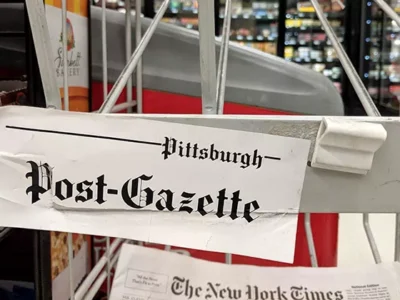 Pittsburgh
Post-Gazette
The New York Times